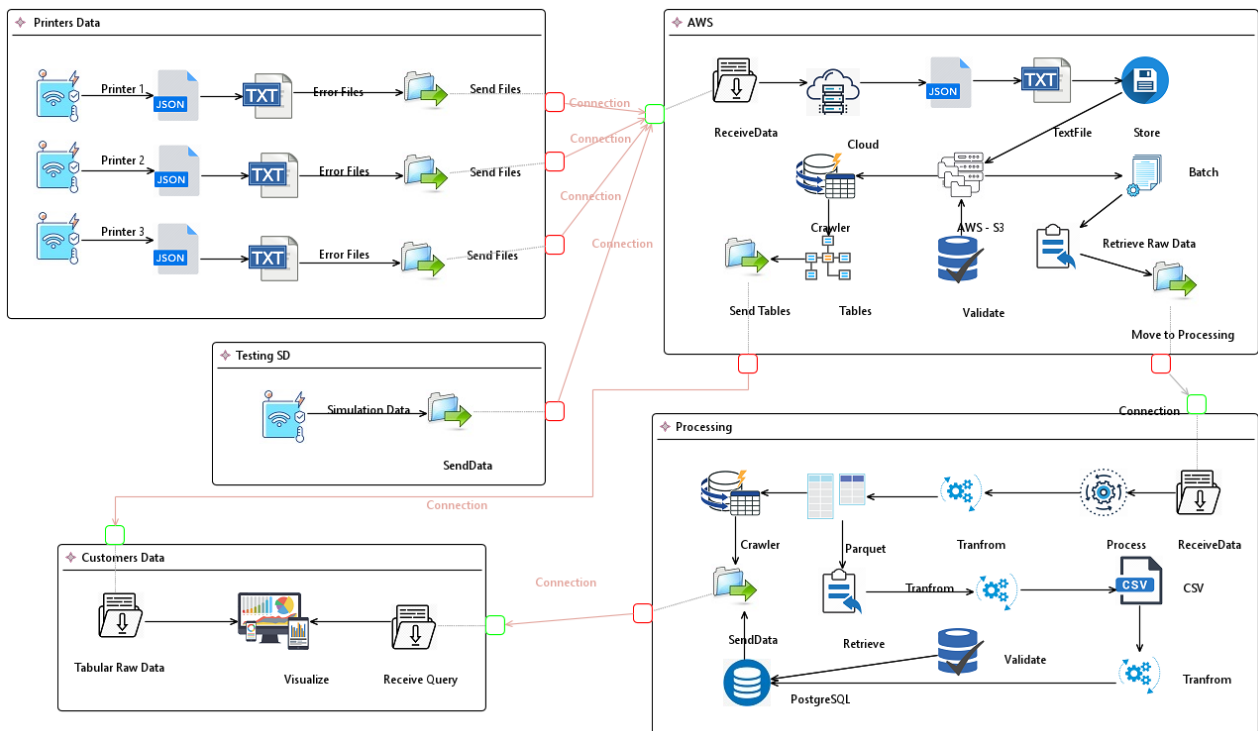 Printers Data
Printer 1
JSON
TXT
Error Files
Send Files
Printer 2
JSON
TXT
Error Files
Send Files
Printer 3
JSON
TXT
Error Files
Send Files
Connection
Connection
Connection
Connection
AWS
ReceiveData
Cloud
JSON
TXT
TextFile
Store
Crawler
AWS - S3
Batch
Retrieve Raw Data
Send Tables
Tables
Validate
Move to Processing
Testing SD
Simulation Data
SendData
Connection
Connection
Processing
Crawler
Parquet
Tranfrom
Process
ReceiveData
Tranfrom
CSV
CSV
SendData
Retrieve
Validate
Tranfrom
PostgreSQL
Connection
Customers Data
Tabular Raw Data
Visualize
Receive Query